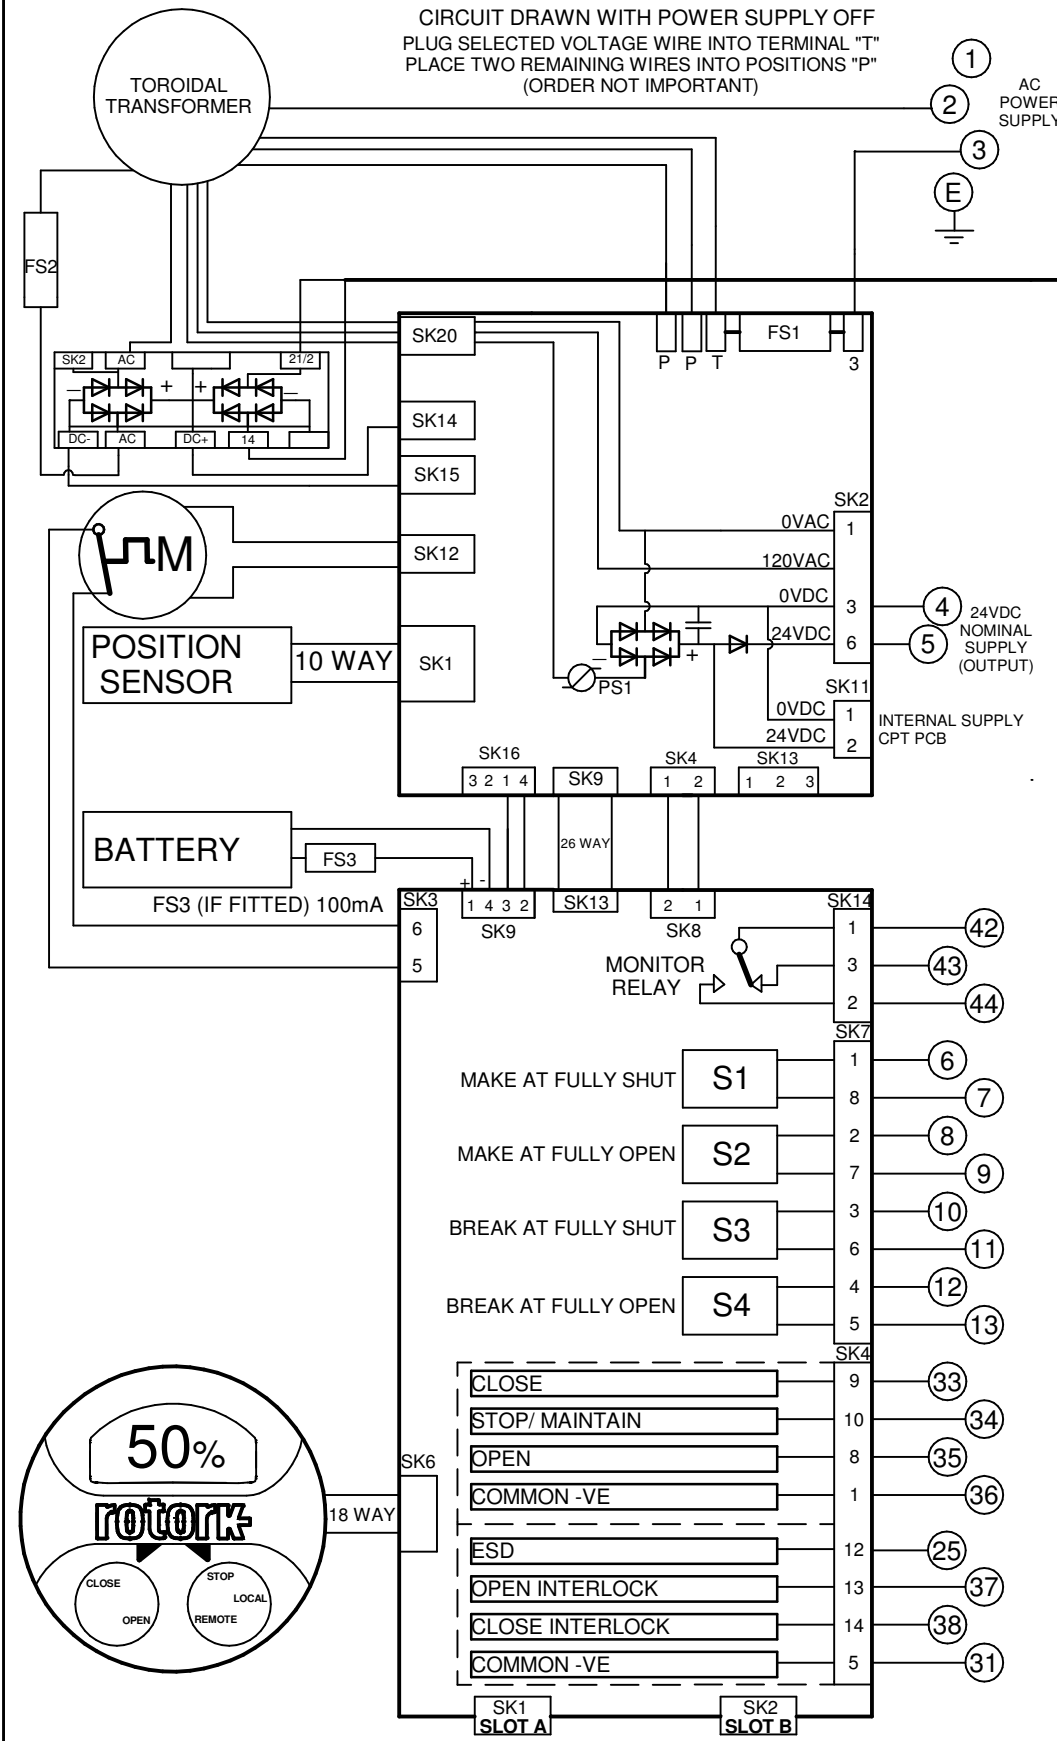 CIRCUIT DRAWN WITH POWER SUPPLY OFF
PLUG SELECTED VOLTAGE WIRE INTO TERMINAL "T"
PLACE TWO REMAINING WIRES INTO POSITIONS "P"
(ORDER NOT IMPORTANT)
TOROIDAL
TRANSFORMER
1
2
AC
POWER
SUPPLY
3
E
FS2
SK20
P P T
FS1
3
SK2 AC 21/2
− + + −
DC- AC DC+ 14
SK14
SK15
M
SK12
SK2
0VAC 1
120VAC
0VDC 3
24VDC 6
4
5
24VDC
NOMINAL
SUPPLY
(OUTPUT)
− +
PS1
POSITION
SENSOR
10 WAY
SK1
SK11
0VDC 1
24VDC 2
INTERNAL SUPPLY
CPT PCB
SK16
3 2 1 4
SK9
SK4
1 2
SK13
1 2 3
BATTERY
FS3
26 WAY
FS3 (IF FITTED) 100mA
+ -
SK3
6
5
1 4 3 2
SK9
SK13
2 1
SK8
SK14
MONITOR
RELAY
1 42
3 43
2 44
SK7
MAKE AT FULLY SHUT S1
1 6
8 7
MAKE AT FULLY OPEN S2
2 8
7 9
BREAK AT FULLY SHUT S3
3 10
6 11
BREAK AT FULLY OPEN S4
4 12
5 13
SK4
CLOSE 9 33
STOP/ MAINTAIN 10 34
OPEN 8 35
COMMON -VE 1 36
ESD 12 25
OPEN INTERLOCK 13 37
CLOSE INTERLOCK 14 38
COMMON -VE 5 31
50%
rotork
CLOSE
OPEN
STOP
LOCAL
REMOTE
18 WAY
SK6
SK1
SLOT A
SK2
SLOT B